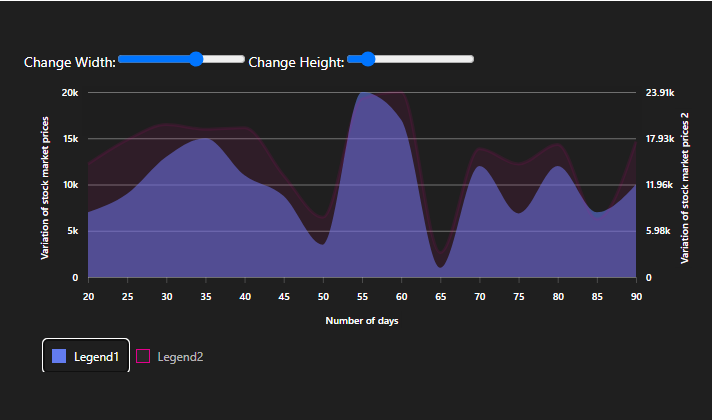 Change Width: Change Height:
20k
15k
10k
5k
0
Variation of stock market prices
23.91k
17.93k
11.96k
5.98k
0
Variation of stock market prices 2
20 25 30 35 40 45 50 55 60 65 70 75 80 85 90
Number of days
Legend1 Legend2